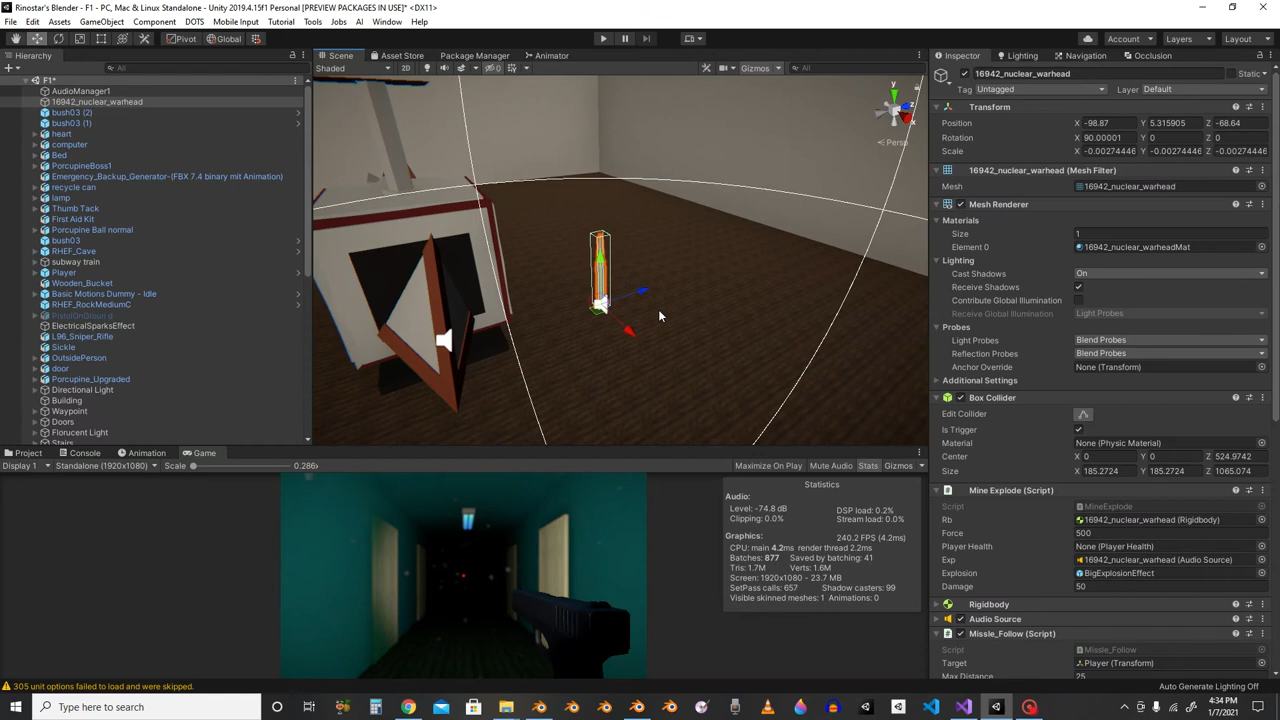 Rinostar's Blender - F1 - PC, Mac & Linux Standalone - Unity 2019.4.15f1 Personal [PREVIEW PACKAGES IN USE]* <DX11>
File Edit Assets GameObject Component DOTS Mobile Input Tutorial Tools Jobs AI Window Help
Pivot Global Account Layers Layout
Hierarchy
All
F1*
AudioManager1
16942_nuclear_warhead
bush03 (2)
bush03 (1)
heart
computer
Bed
PorcupineBoss1
Emergency_Backup_Generator-(FBX 7.4 binary mit Animation)
recycle can
lamp
Thumb Tack
First Aid Kit
Porcupine Ball normal
bush03
RHEF_Cave
subway train
Player
Wooden_Bucket
Basic Motions Dummy - Idle
RHEF_RockMediumC
PistolOnGround
ElectricalSparksEffect
L96_Sniper_Rifle
Sickle
OutsidePerson
door
Porcupine_Upgraded
Directional Light
Building
Waypoint
Doors
Florucent Light
Stairs
Scene Asset Store Package Manager Animator
Shaded 2D 0 Gizmos All
y
z
x
Persp
Project Console Animation Game
Display 1 Standalone (1920x1080) Scale 0.286x Maximize On Play Mute Audio Stats Gizmos
Statistics
Audio:
Level: -74.8 dB DSP load: 0.2%
Clipping: 0.0% Stream load: 0.0%
Graphics: 240.2 FPS (4.2ms)
CPU: main 4.2ms render thread 2.2ms
Batches: 877 Saved by batching: 41
Tris: 1.7M Verts: 1.6M
Screen: 1920x1080 - 23.7 MB
SetPass calls: 657 Shadow casters: 99
Visible skinned meshes: 1 Animations: 0
Inspector Lighting Navigation Occlusion
16942_nuclear_warhead Static
Tag Untagged Layer Default
Transform
Position X -98.87 Y 5.315905 Z -68.64
Rotation X 90.00001 Y 0 Z 0
Scale X -0.00274446 Y -0.00274446 Z -0.00274446
16942_nuclear_warhead (Mesh Filter)
Mesh 16942_nuclear_warhead
Mesh Renderer
Materials
Size 1
Element 0 16942_nuclear_warheadMat
Lighting
Cast Shadows On
Receive Shadows
Contribute Global Illumination
Receive Global Illumination Light Probes
Probes
Light Probes Blend Probes
Reflection Probes Blend Probes
Anchor Override None (Transform)
Additional Settings
Box Collider
Edit Collider
Is Trigger
Material None (Physic Material)
Center X 0 Y 0 Z 524.9742
Size X 185.2724 Y 185.2724 Z 1065.074
Mine Explode (Script)
Script MineExplode
Rb 16942_nuclear_warhead (Rigidbody)
Force 500
Player Health None (Player Health)
Exp 16942_nuclear_warhead (Audio Source)
Explosion BigExplosionEffect
Damage 50
Rigidbody
Audio Source
Missle_Follow (Script)
Script Missle_Follow
Target Player (Transform)
Max Distance 25
305 unit options failed to load and were skipped.
Auto Generate Lighting Off
Type here to search
4:34 PM
1/7/2021